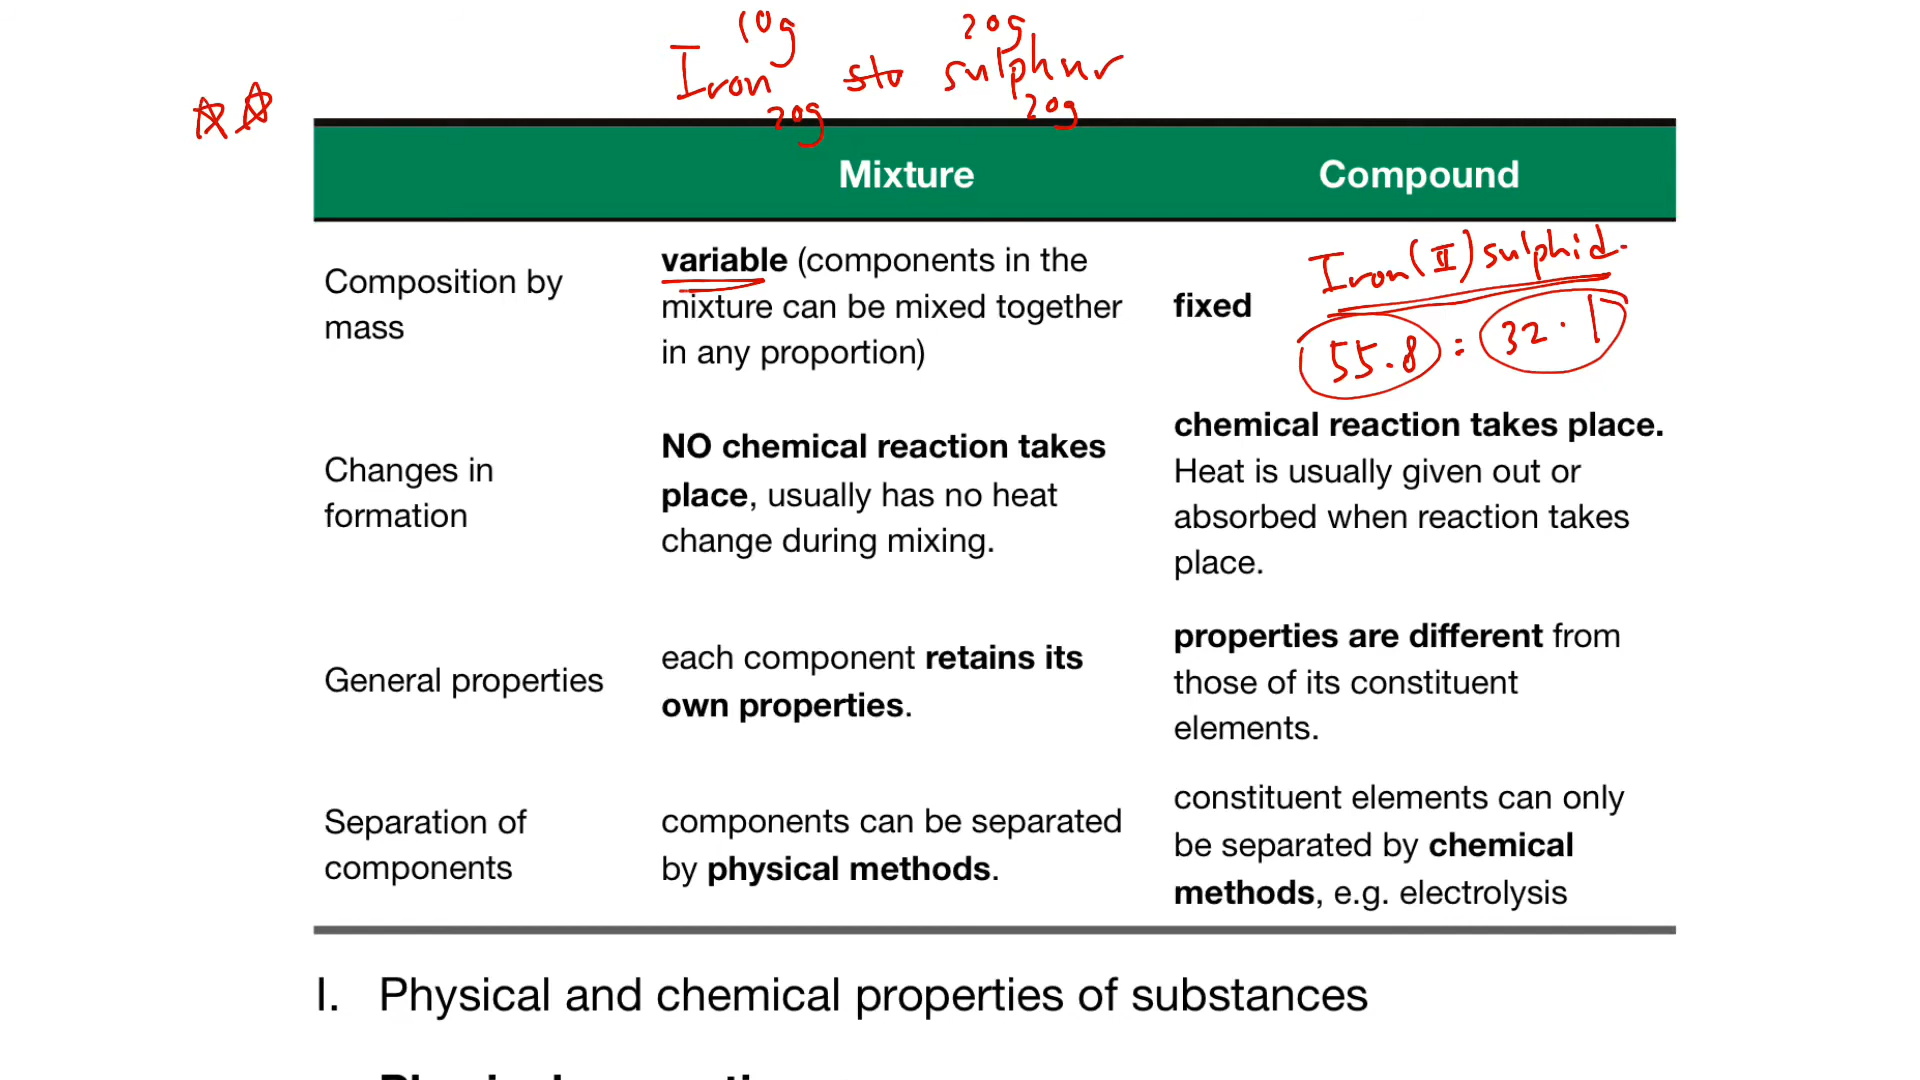 10g 20g
Iron sto sulphur
20g 20g
Mixture Compound
Composition by
mass
variable (components in the
mixture can be mixed together
in any proportion)
fixed
Iron(II)sulphid.
55.8 : 32.1
Changes in
formation
NO chemical reaction takes
place, usually has no heat
change during mixing.
chemical reaction takes place.
Heat is usually given out or
absorbed when reaction takes
place.
General properties
each component retains its
own properties.
properties are different from
those of its constituent
elements.
Separation of
components
components can be separated
by physical methods.
constituent elements can only
be separated by chemical
methods, e.g. electrolysis
I. Physical and chemical properties of substances